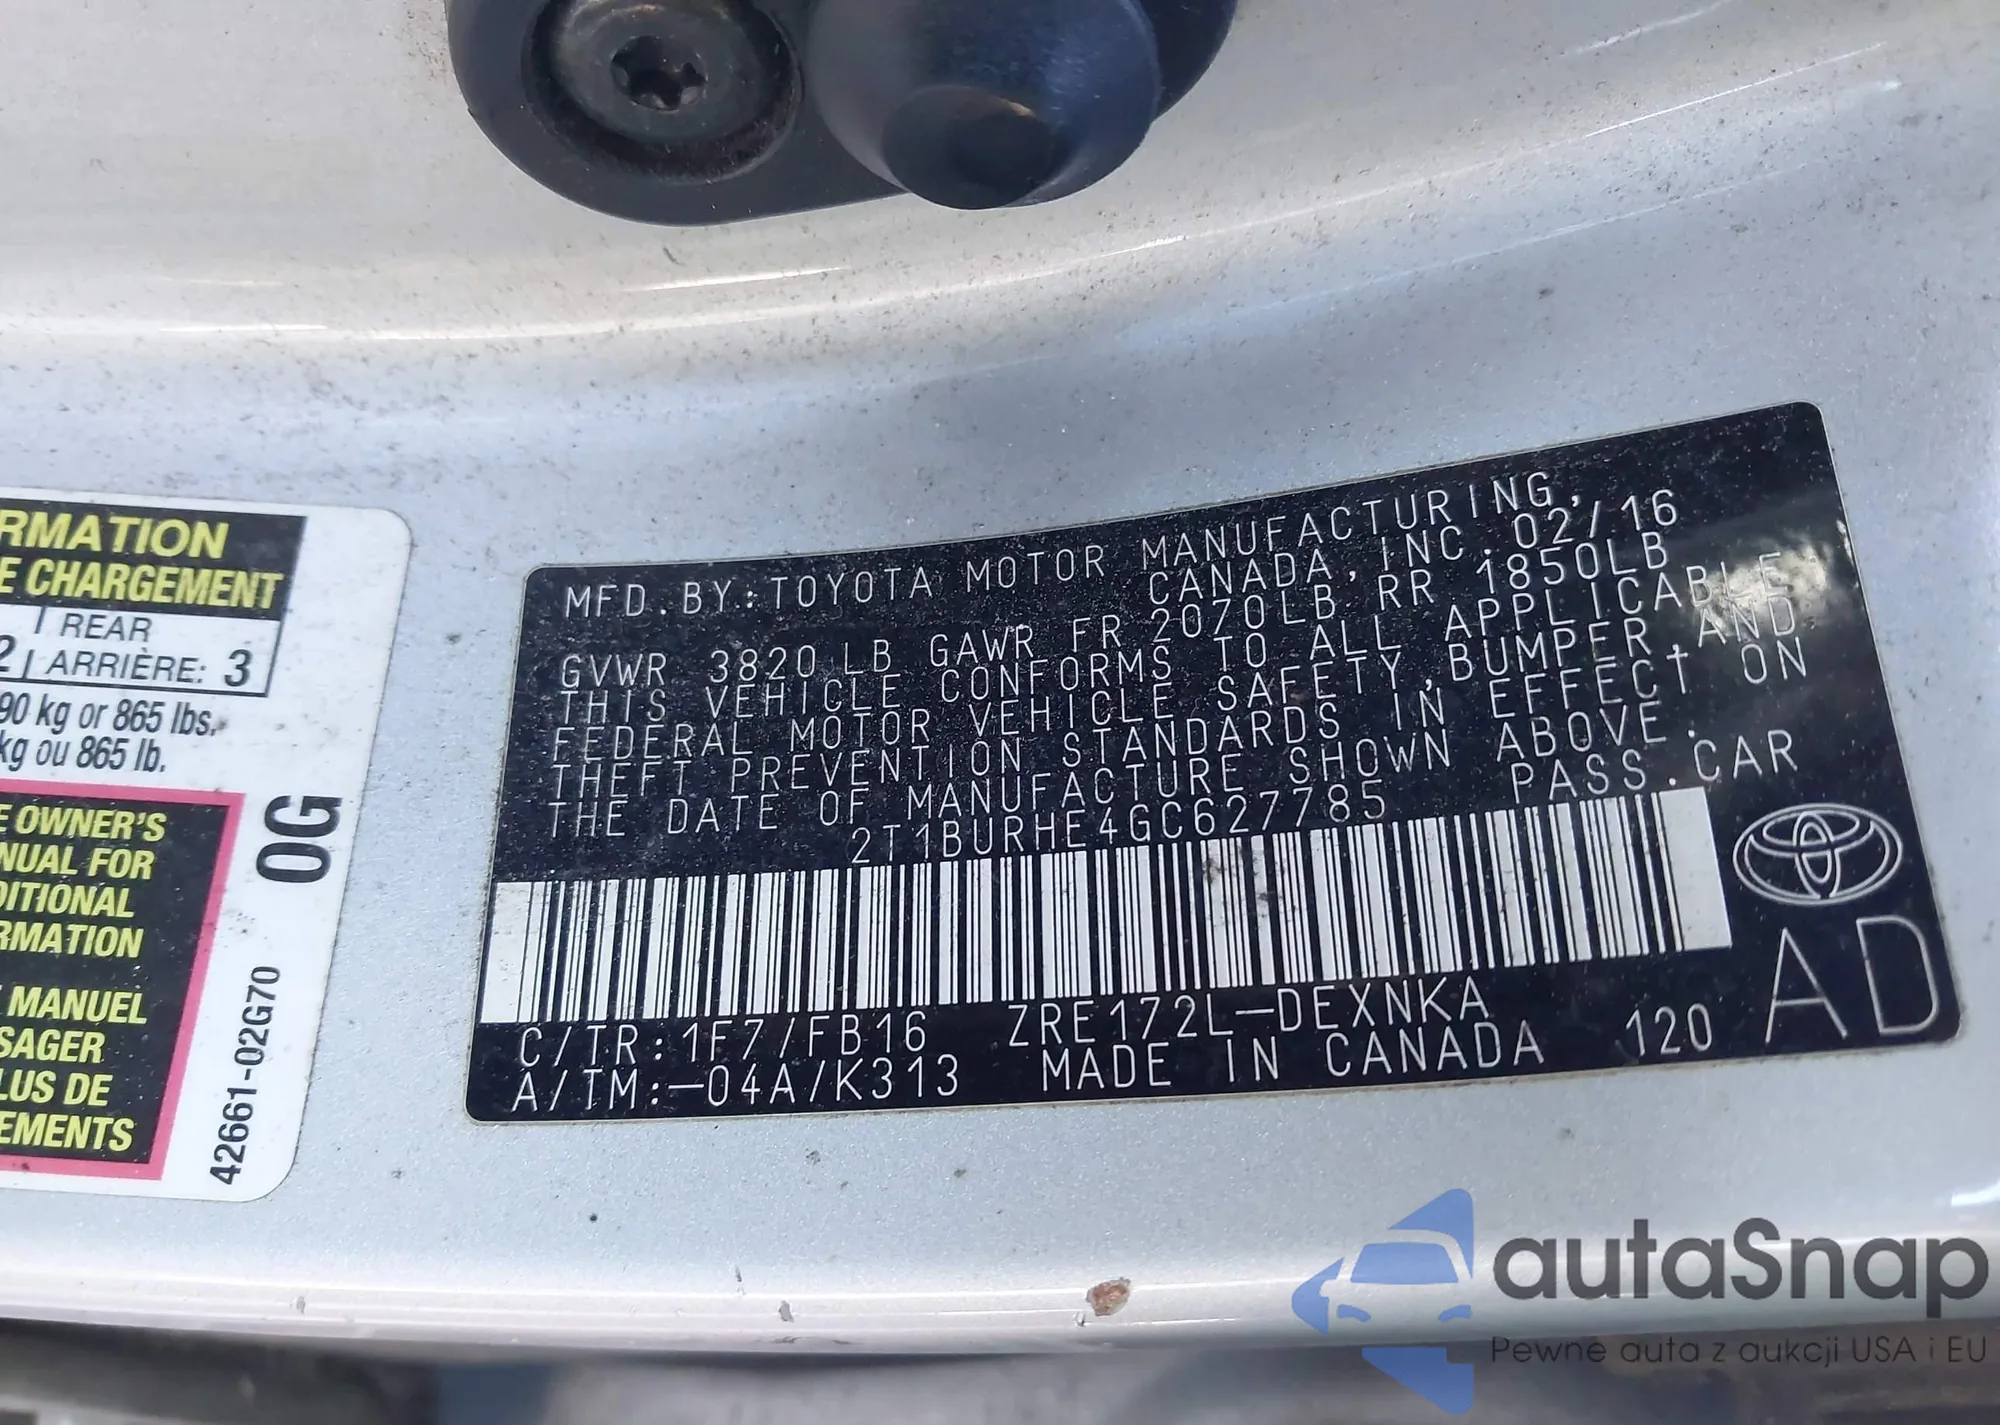 RMATION
E CHARGEMENT
REAR
2 ARRIÈRE: 3
90 kg or 865 lbs.
kg ou 865 lb.
E OWNER'S
NUAL FOR
DITIONAL
RMATION
MANUEL
SAGER
LUS DE
EMENTS
0G
42661-02G70
MFD.BY:TOYOTA MOTOR MANUFACTURING,
CANADA, INC.02/16
GVWR 3820 LB GAWR FR 2070LB RR 1850LB
THIS VEHICLE CONFORMS TO ALL APPLICABLE
FEDERAL MOTOR VEHICLE SAFETY,BUMPER,AND
THEFT PREVENTION STANDARDS IN EFFECT ON
THE DATE OF MANUFACTURE SHOWN ABOVE.
2T1BURHE4GC627785 PASS.CAR
C/TR:1F7/FB16 ZRE172L-DEXNKA
A/TM:-04A/K313 MADE IN CANADA 120
AD
autaSnap
Pewne auta z aukcji USA i EU